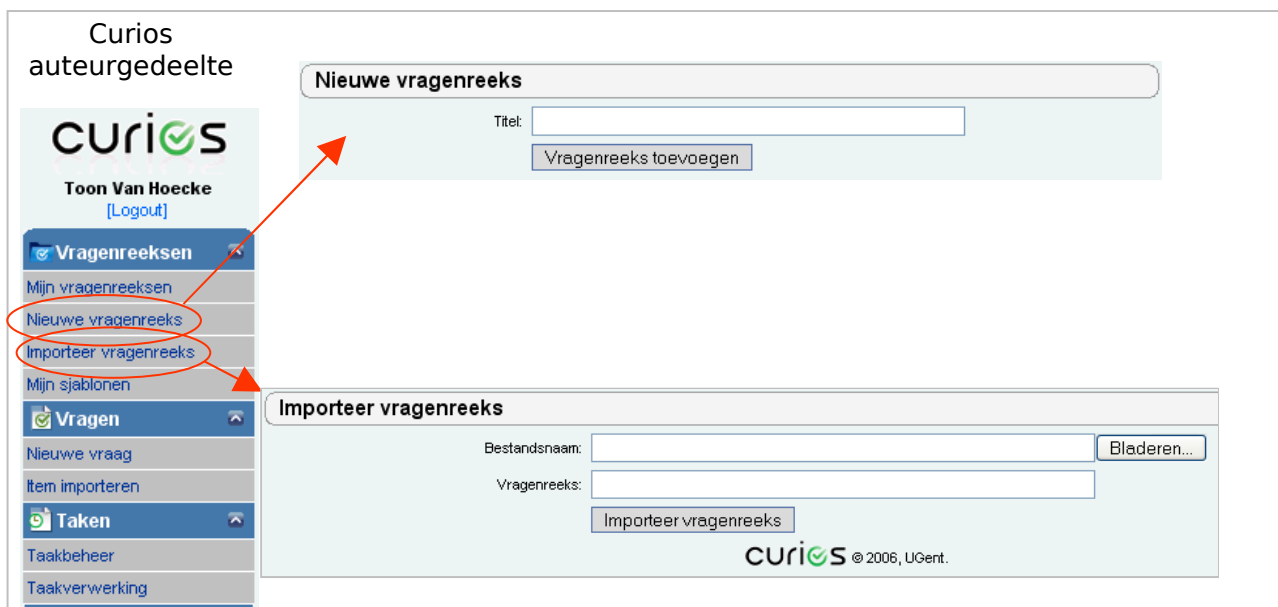 Curios
auteurgedeelte
curios
Toon Van Hoecke
[Logout]
Vragenreeksen
Mijn vragenreeksen
Nieuwe vragenreeks
Importeer vragenreeks
Mijn sjablonen
Vragen
Nieuwe vraag
Item importeren
Taken
Taakbeheer
Taakverwerking
Nieuwe vragenreeks
Titel:
Vragenreeks toevoegen
Importeer vragenreeks
Bestandsnaam: Bladeren...
Vragenreeks:
Importeer vragenreeks
curios © 2006, UGent.